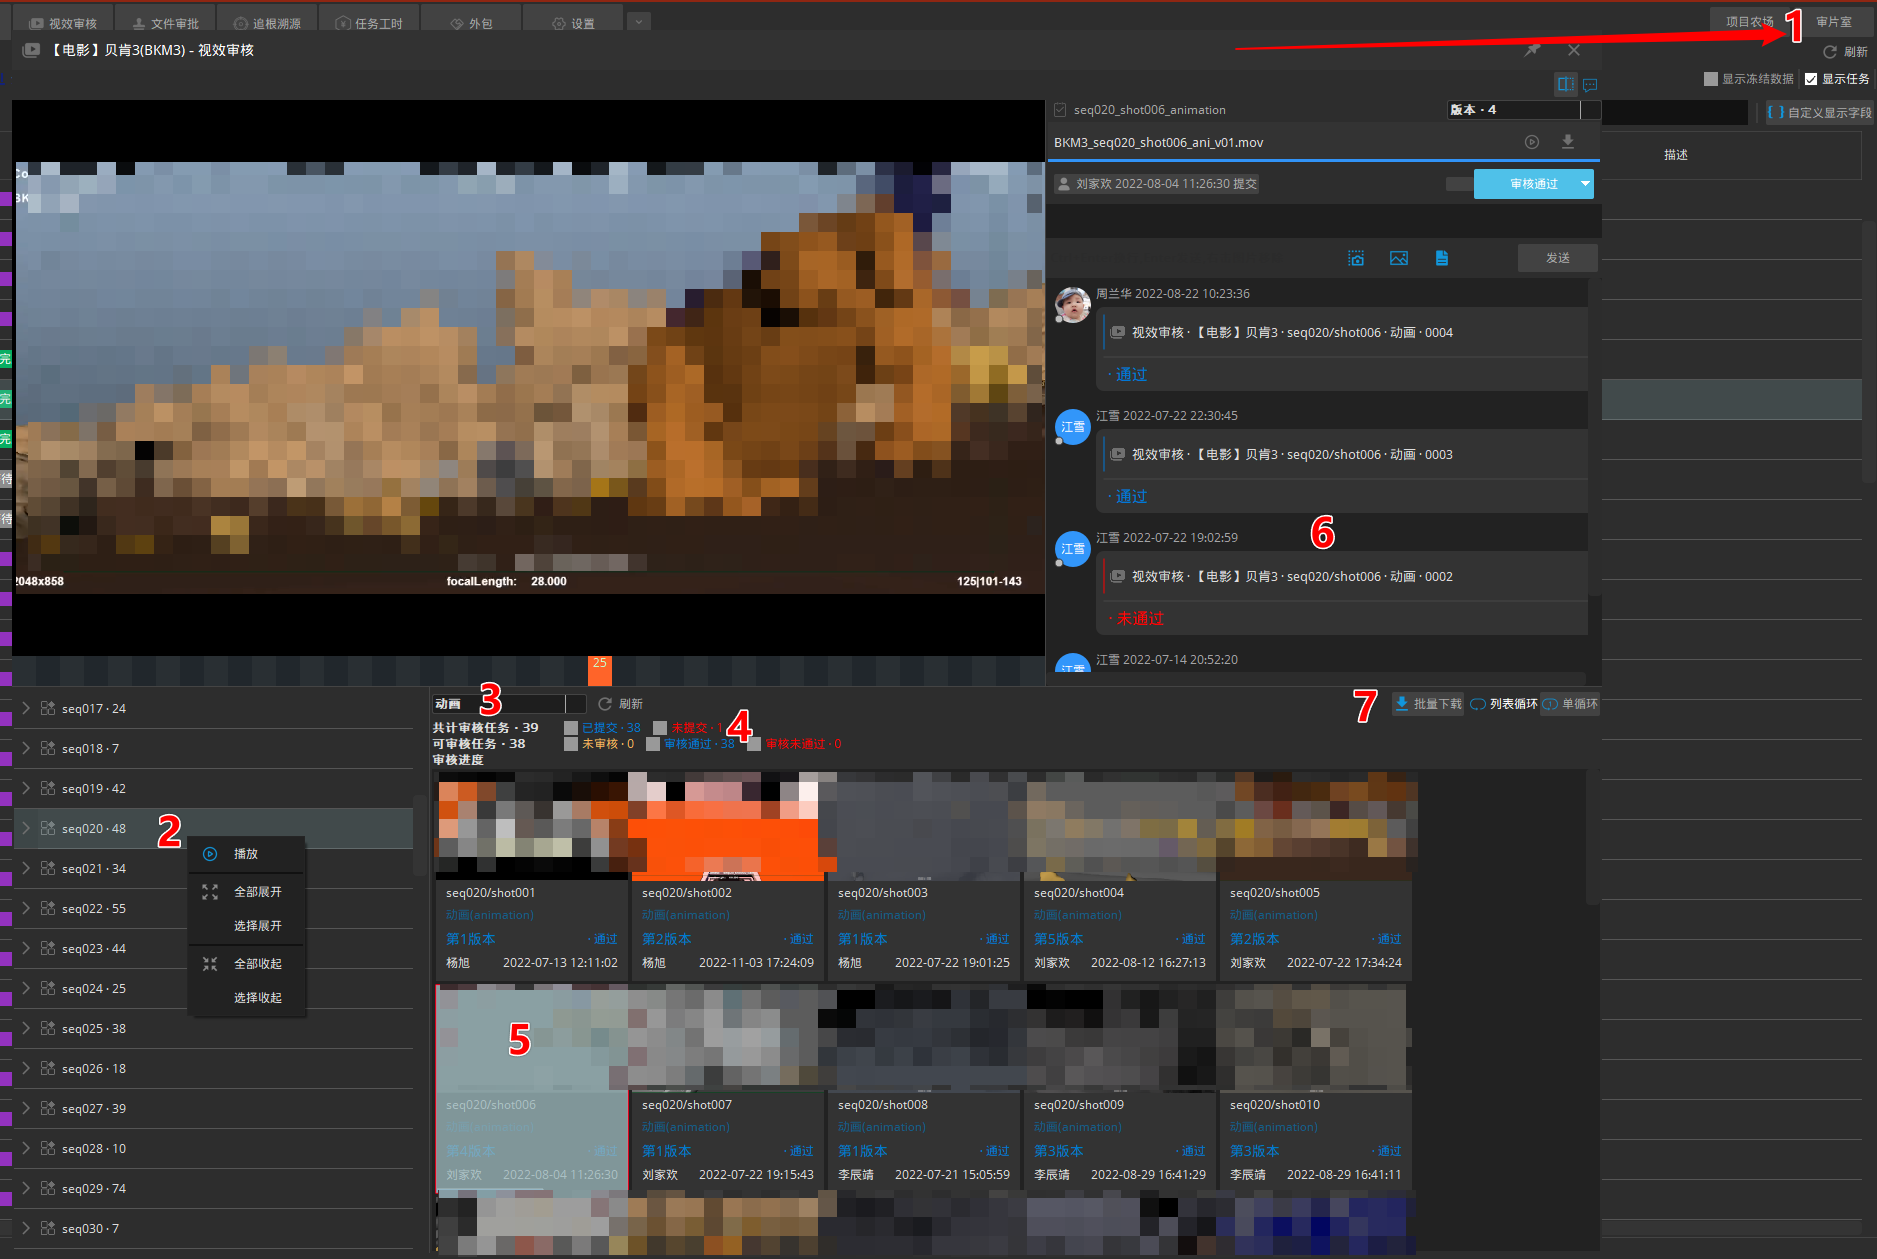 视效审核
文件审批
追根溯源
任务工时
外包
设置
项目农场
1
审片室
【电影】贝肯3(BKM3) - 视效审核
刷新
显示冻结数据
显示任务
自定义显示字段
描述
seq020_shot006_animation
版本 · 4
BKM3_seq020_shot006_ani_v01.mov
刘家欢 2022-08-04 11:26:30 提交
审核通过
发送
周兰华 2022-08-22 10:23:36
视效审核 ·【电影】贝肯3 · seq020/shot006 · 动画 · 0004
· 通过
江雪
江雪 2022-07-22 22:30:45
视效审核 ·【电影】贝肯3 · seq020/shot006 · 动画 · 0003
· 通过
江雪
江雪 2022-07-22 19:02:59
6
视效审核 ·【电影】贝肯3 · seq020/shot006 · 动画 · 0002
· 未通过
江雪
江雪 2022-07-14 20:52:20
Co
BK
2048x858
focalLength: 28.000
125|101-143
25
完
完
完
待
待
seq017 · 24
seq018 · 7
seq019 · 42
seq020 · 48
2
seq021 · 34
seq022 · 55
seq023 · 44
seq024 · 25
seq025 · 38
seq026 · 18
seq027 · 39
seq028 · 10
seq029 · 74
seq030 · 7
播放
全部展开
选择展开
全部收起
选择收起
动画
3
刷新
7
批量下载
列表循环
单循环
共计审核任务 · 39
已提交 · 38
未提交 · 1
4
可审核任务 · 38
未审核 · 0
审核通过 · 38
审核未通过 · 0
审核进度
seq020/shot001
动画(animation)
第1版本 · 通过
杨旭 2022-07-13 12:11:02
seq020/shot002
动画(animation)
第2版本 · 通过
杨旭 2022-11-03 17:24:09
seq020/shot003
动画(animation)
第1版本 · 通过
杨旭 2022-07-22 19:01:25
seq020/shot004
动画(animation)
第5版本 · 通过
刘家欢 2022-08-12 16:27:13
seq020/shot005
动画(animation)
第2版本 · 通过
刘家欢 2022-07-22 17:34:24
5
seq020/shot006
动画(animation)
第4版本 · 通过
刘家欢 2022-08-04 11:26:30
seq020/shot007
动画(animation)
第1版本 · 通过
刘家欢 2022-07-22 19:15:43
seq020/shot008
动画(animation)
第1版本 · 通过
李辰靖 2022-07-21 15:05:59
seq020/shot009
动画(animation)
第3版本 · 通过
李辰靖 2022-08-29 16:41:29
seq020/shot010
动画(animation)
第3版本 · 通过
李辰靖 2022-08-29 16:41:11